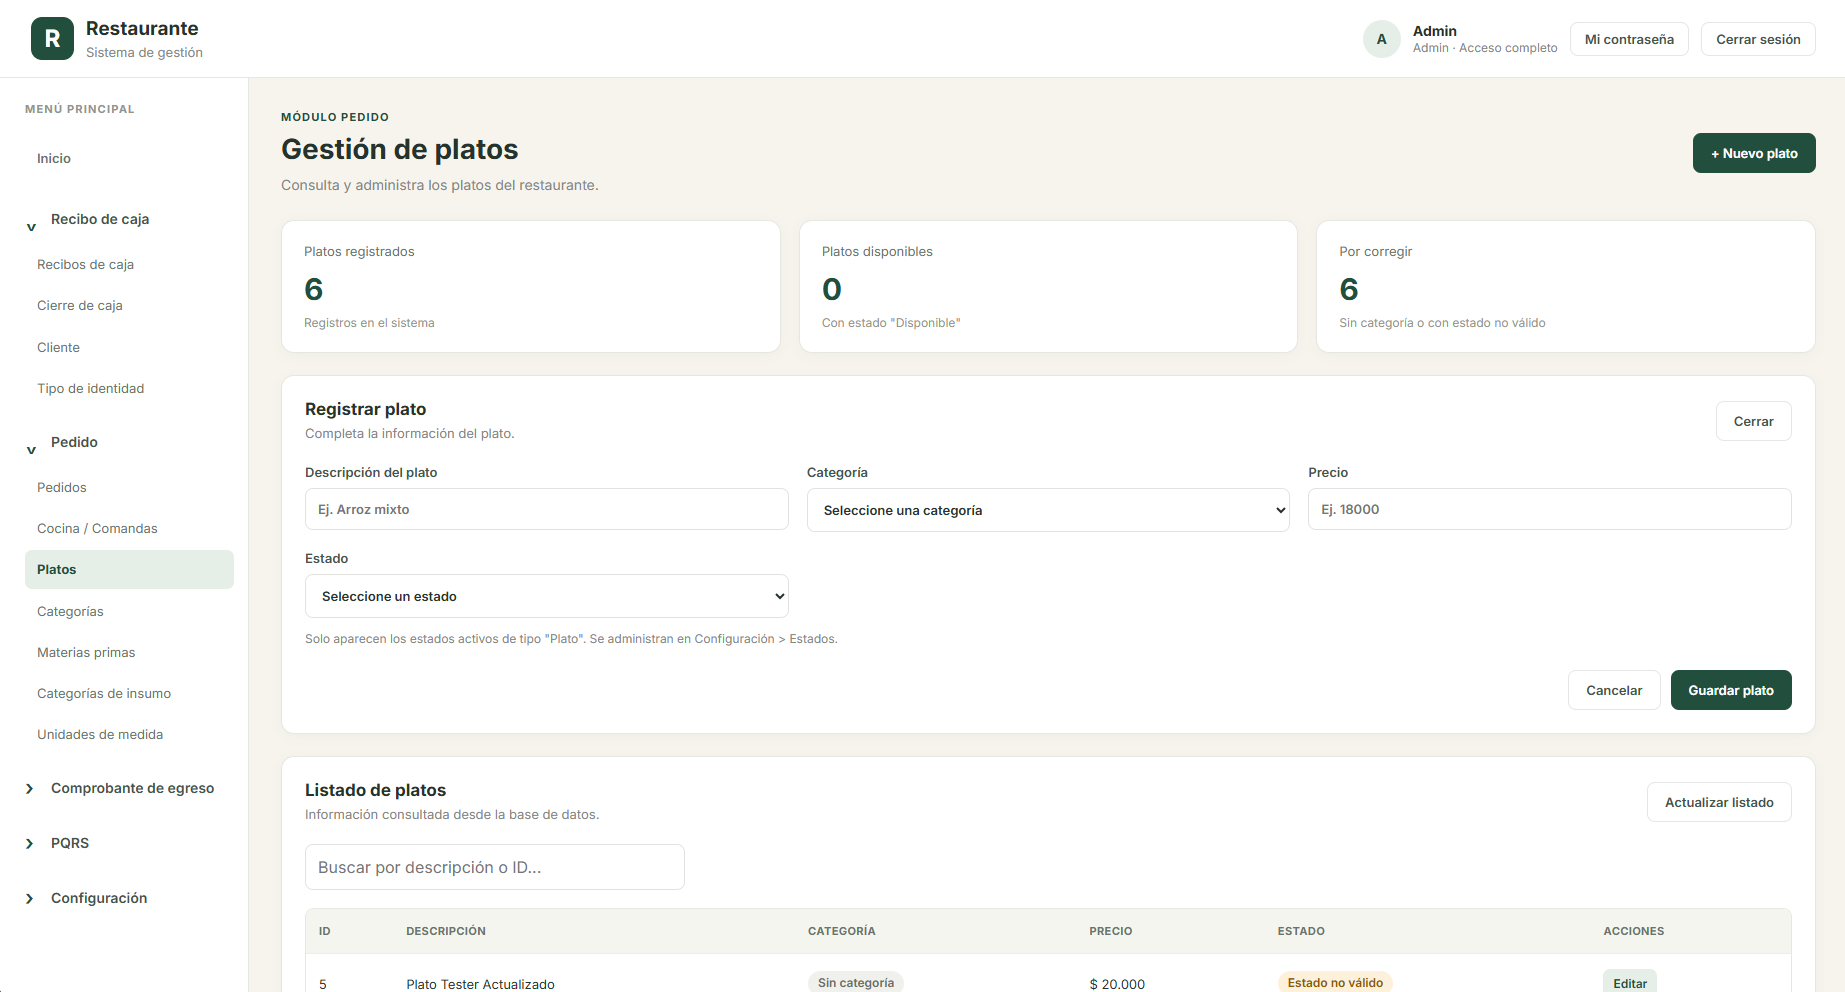 R
Restaurante
Sistema de gestión
A
Admin
Admin · Acceso completo
Mi contraseña
Cerrar sesión
MENÚ PRINCIPAL
Inicio
Recibo de caja
Recibos de caja
Cierre de caja
Cliente
Tipo de identidad
Pedido
Pedidos
Cocina / Comandas
Platos
Categorías
Materias primas
Categorías de insumo
Unidades de medida
Comprobante de egreso
PQRS
Configuración
MÓDULO PEDIDO
Gestión de platos
Consulta y administra los platos del restaurante.
+ Nuevo plato
Platos registrados
6
Registros en el sistema
Platos disponibles
0
Con estado "Disponible"
Por corregir
6
Sin categoría o con estado no válido
Registrar plato
Completa la información del plato.
Cerrar
Descripción del plato
Ej. Arroz mixto
Categoría
Seleccione una categoría
Precio
Ej. 18000
Estado
Seleccione un estado
Solo aparecen los estados activos de tipo "Plato". Se administran en Configuración > Estados.
Cancelar
Guardar plato
Listado de platos
Información consultada desde la base de datos.
Actualizar listado
Buscar por descripción o ID...
ID DESCRIPCIÓN CATEGORÍA PRECIO ESTADO ACCIONES
5 Plato Tester Actualizado Sin categoría $ 20.000 Estado no válido Editar